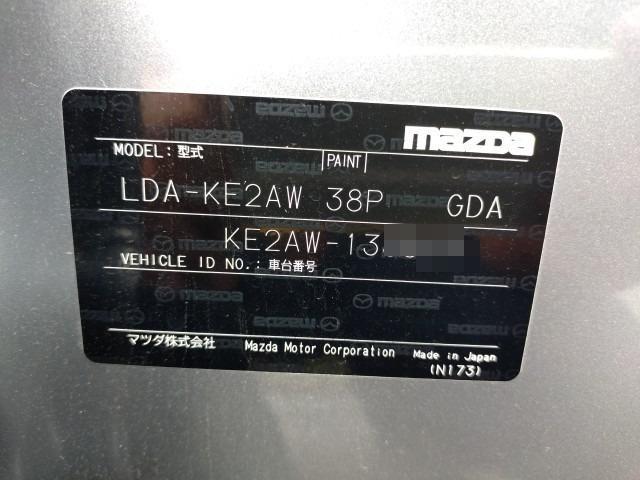 mazda
MODEL: 型式 PAINT
LDA-KE2AW 38P GDA
KE2AW-13
VEHICLE ID NO.: 車台番号
マツダ株式会社 Mazda Motor Corporation Made in Japan
(N173)